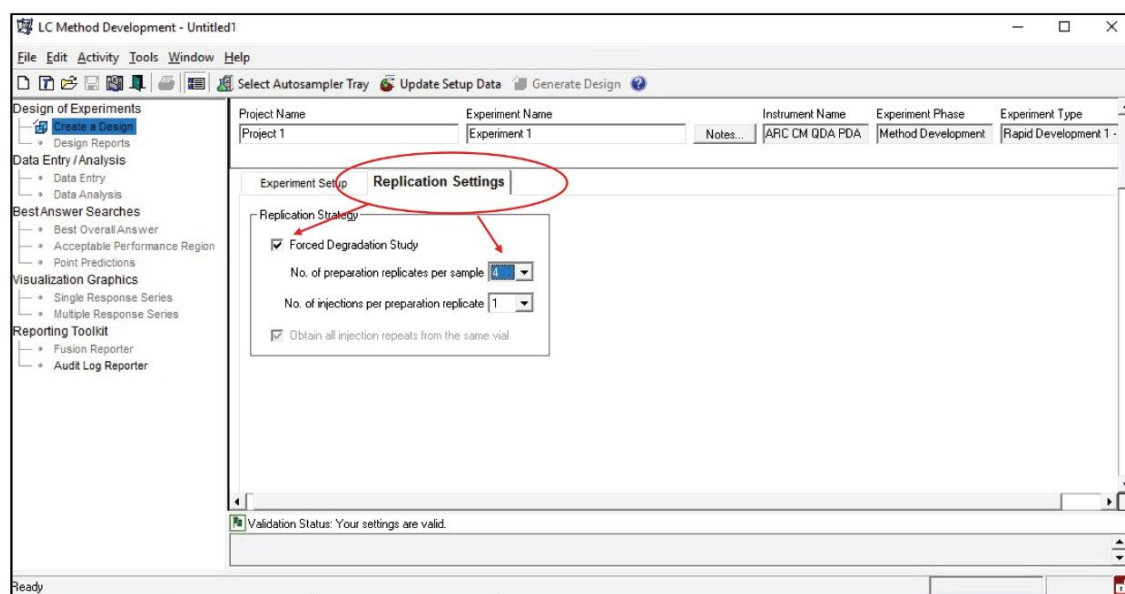 LC Method Development - Untitled1
File Edit Activity Tools Window Help
Select Autosampler Tray Update Setup Data Generate Design
Design of Experiments
Create a Design
Design Reports
Data Entry / Analysis
Data Entry
Data Analysis
Best Answer Searches
Best Overall Answer
Acceptable Performance Region
Point Predictions
Visualization Graphics
Single Response Series
Multiple Response Series
Reporting Toolkit
Fusion Reporter
Audit Log Reporter
Project Name Experiment Name Instrument Name Experiment Phase Experiment Type
Project 1 Experiment 1 Notes... ARC CM QDA PDA Method Development Rapid Development 1 -
Experiment Setup Replication Settings
Replication Strategy
Forced Degradation Study
No. of preparation replicates per sample 4
No. of injections per preparation replicate 1
Obtain all injection repeats from the same vial
Validation Status: Your settings are valid.
Ready